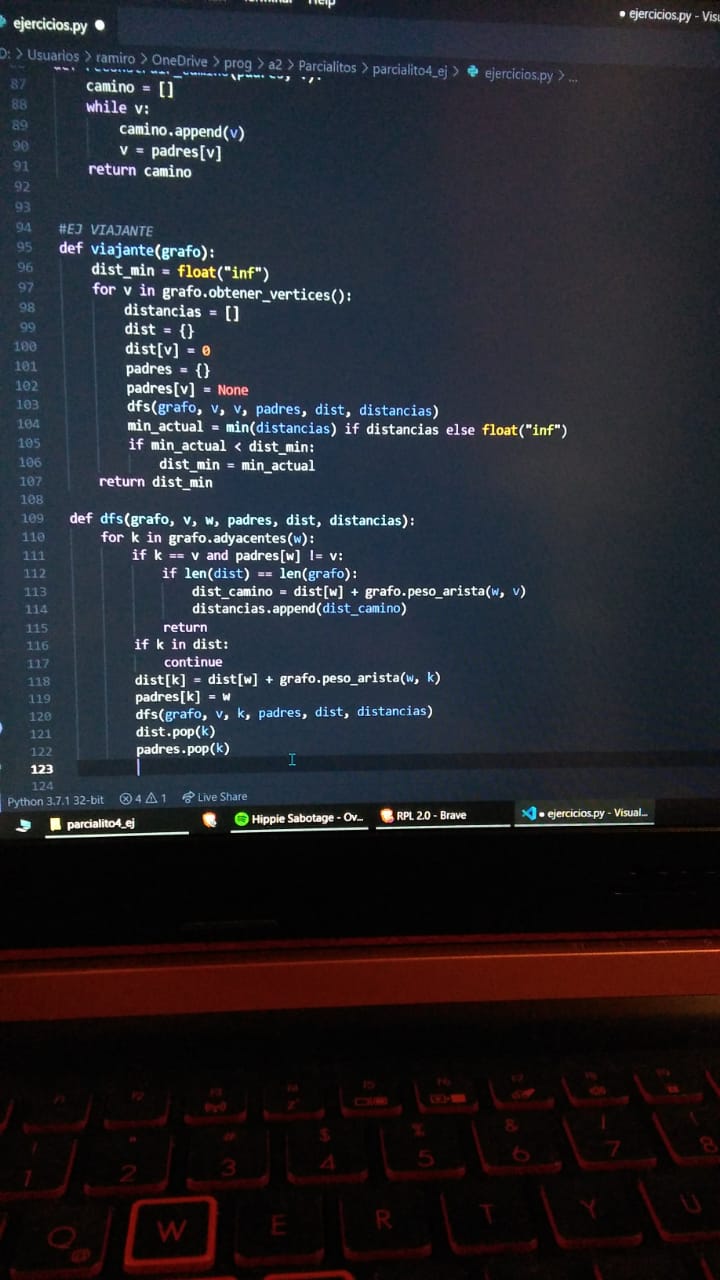 Help
ejercicios.py ●
● ejercicios.py - Vis
D: > Usuarios > ramiro > OneDrive > prog > a2 > Parcialitos > parcialito4_ej > ejercicios.py > ...
87 camino = []
88 while v:
89 camino.append(v)
90 v = padres[v]
91 return camino
92
93
94 #EJ VIAJANTE
95 def viajante(grafo):
96 dist_min = float("inf")
97 for v in grafo.obtener_vertices():
98 distancias = []
99 dist = {}
100 dist[v] = 0
101 padres = {}
102 padres[v] = None
103 dfs(grafo, v, v, padres, dist, distancias)
104 min_actual = min(distancias) if distancias else float("inf")
105 if min_actual < dist_min:
106 dist_min = min_actual
107 return dist_min
108
109 def dfs(grafo, v, w, padres, dist, distancias):
110 for k in grafo.adyacentes(w):
111 if k == v and padres[w] != v:
112 if len(dist) == len(grafo):
113 dist_camino = dist[w] + grafo.peso_arista(w, v)
114 distancias.append(dist_camino)
115 return
116 if k in dist:
117 continue
118 dist[k] = dist[w] + grafo.peso_arista(w, k)
119 padres[k] = w
120 dfs(grafo, v, k, padres, dist, distancias)
121 dist.pop(k)
122 padres.pop(k)
123
124
Python 3.7.1 32-bit 4 1 Live Share
parcialito4_ej Hippie Sabotage - Ov... RPL 2.0 - Brave ● ejercicios.py - Visual...
! " # $ % & /
1 2 3 4 5 6 7 8
Q @ W E R T Y U